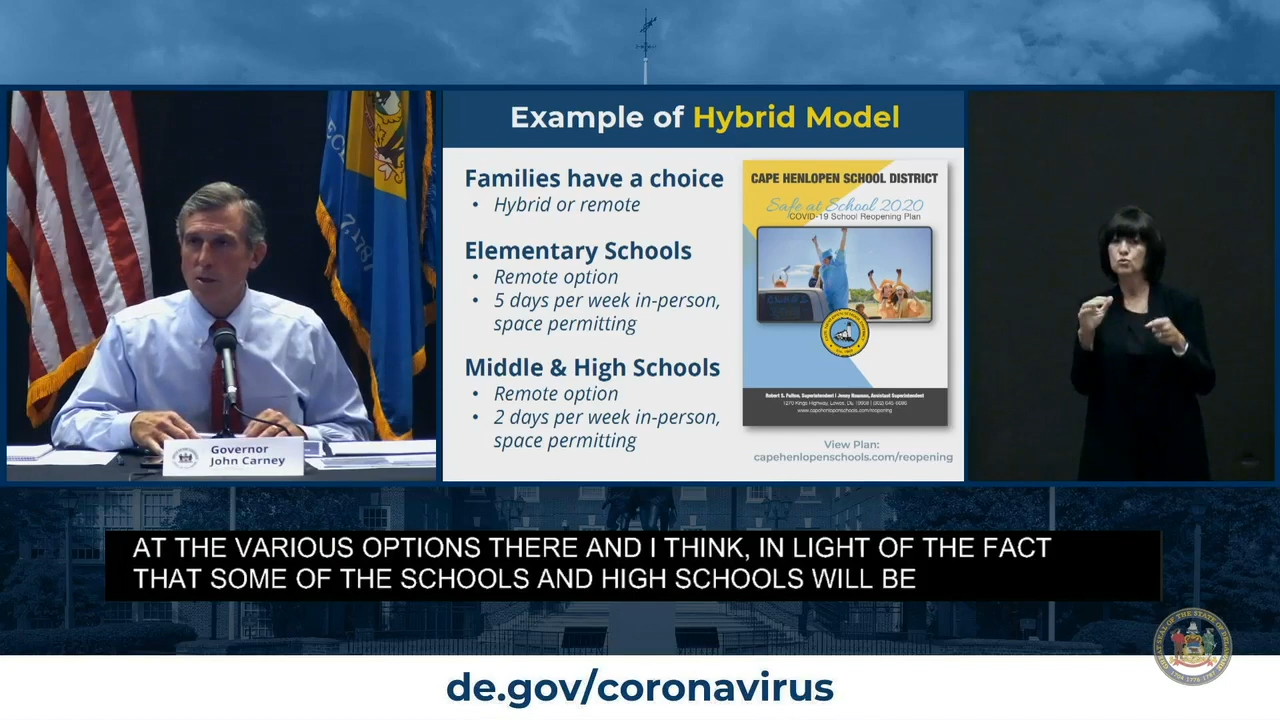 Example of Hybrid Model
Families have a choice
• Hybrid or remote
Elementary Schools
• Remote option
• 5 days per week in-person,
space permitting
Middle & High Schools
• Remote option
• 2 days per week in-person,
space permitting
CAPE HENLOPEN SCHOOL DISTRICT
Safe at School 2020
COVID-19 School Reopening Plan
www.capehenlopenschools.com/reopening
View Plan:
capehenlopenschools.com/reopening
Governor
John Carney
AT THE VARIOUS OPTIONS THERE AND I THINK, IN LIGHT OF THE FACT
THAT SOME OF THE SCHOOLS AND HIGH SCHOOLS WILL BE
de.gov/coronavirus